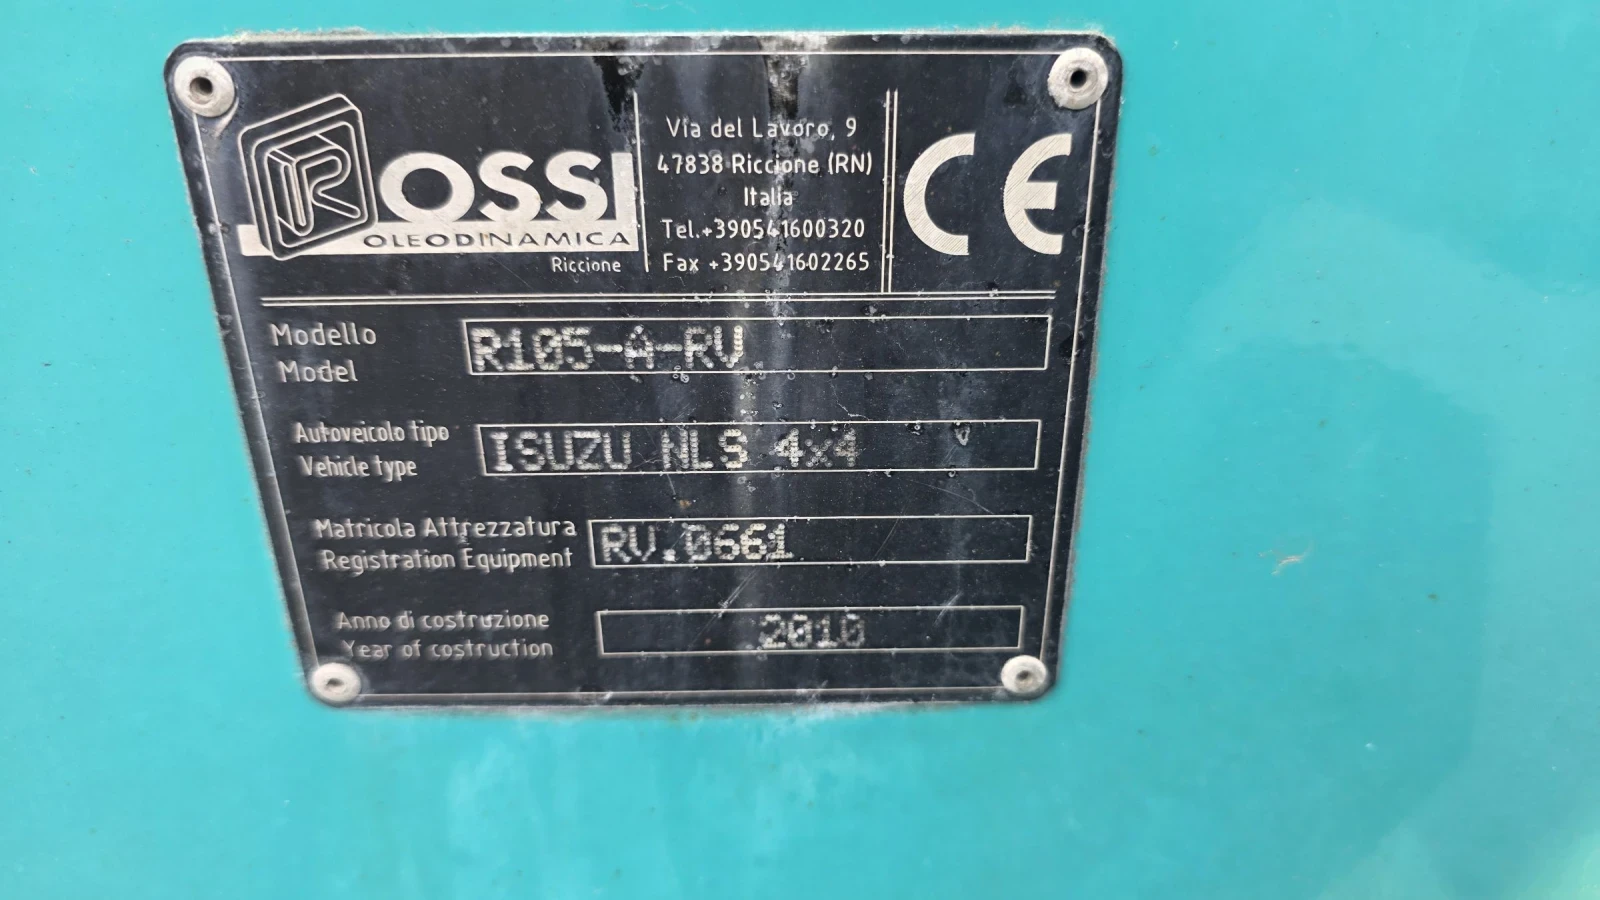 ROSSI
OLEODINAMICA
Riccione
Via del Lavoro, 9
47838 Riccione (RN)
Italia
Tel.+390541600320
Fax +390541602265
CE
Modello
Model
R105-A-RV
Autoveicolo tipo
Vehicle type
ISUZU NLS 4x4
Matricola Attrezzatura
Registration Equipment
RV.0661
Anno di costruzione
Year of costruction
2010